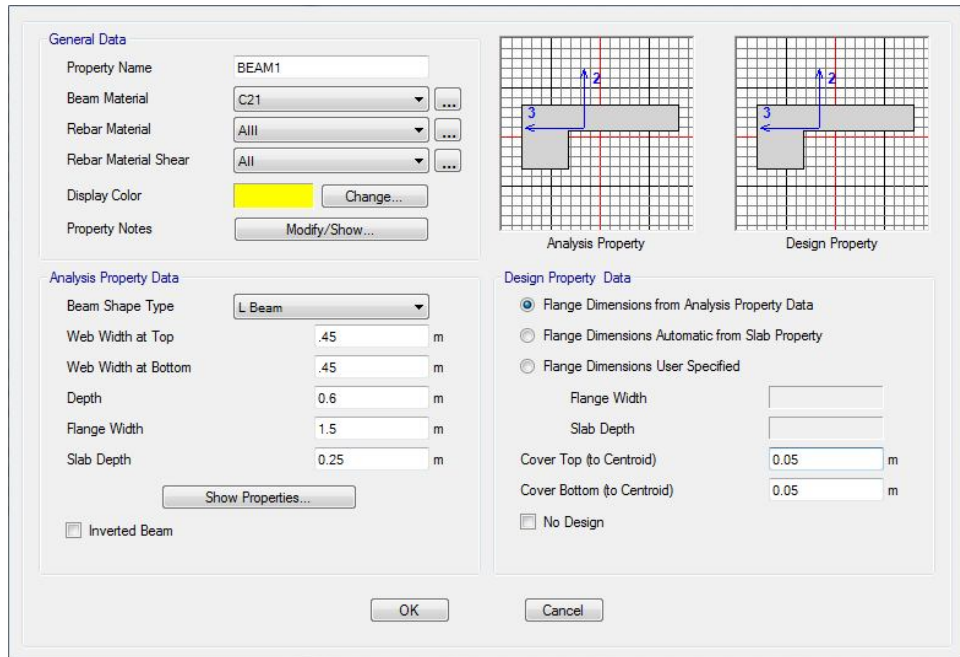 General Data
Property Name BEAM1
Beam Material C21 ...
Rebar Material AIII ...
Rebar Material Shear AII ...
Display Color Change...
Property Notes Modify/Show...
2
3
Analysis Property
2
3
Design Property
Analysis Property Data
Beam Shape Type L Beam
Web Width at Top .45 m
Web Width at Bottom .45 m
Depth 0.6 m
Flange Width 1.5 m
Slab Depth 0.25 m
Show Properties...
Inverted Beam
Design Property Data
Flange Dimensions from Analysis Property Data
Flange Dimensions Automatic from Slab Property
Flange Dimensions User Specified
Flange Width
Slab Depth
Cover Top (to Centroid) 0.05 m
Cover Bottom (to Centroid) 0.05 m
No Design
OK Cancel